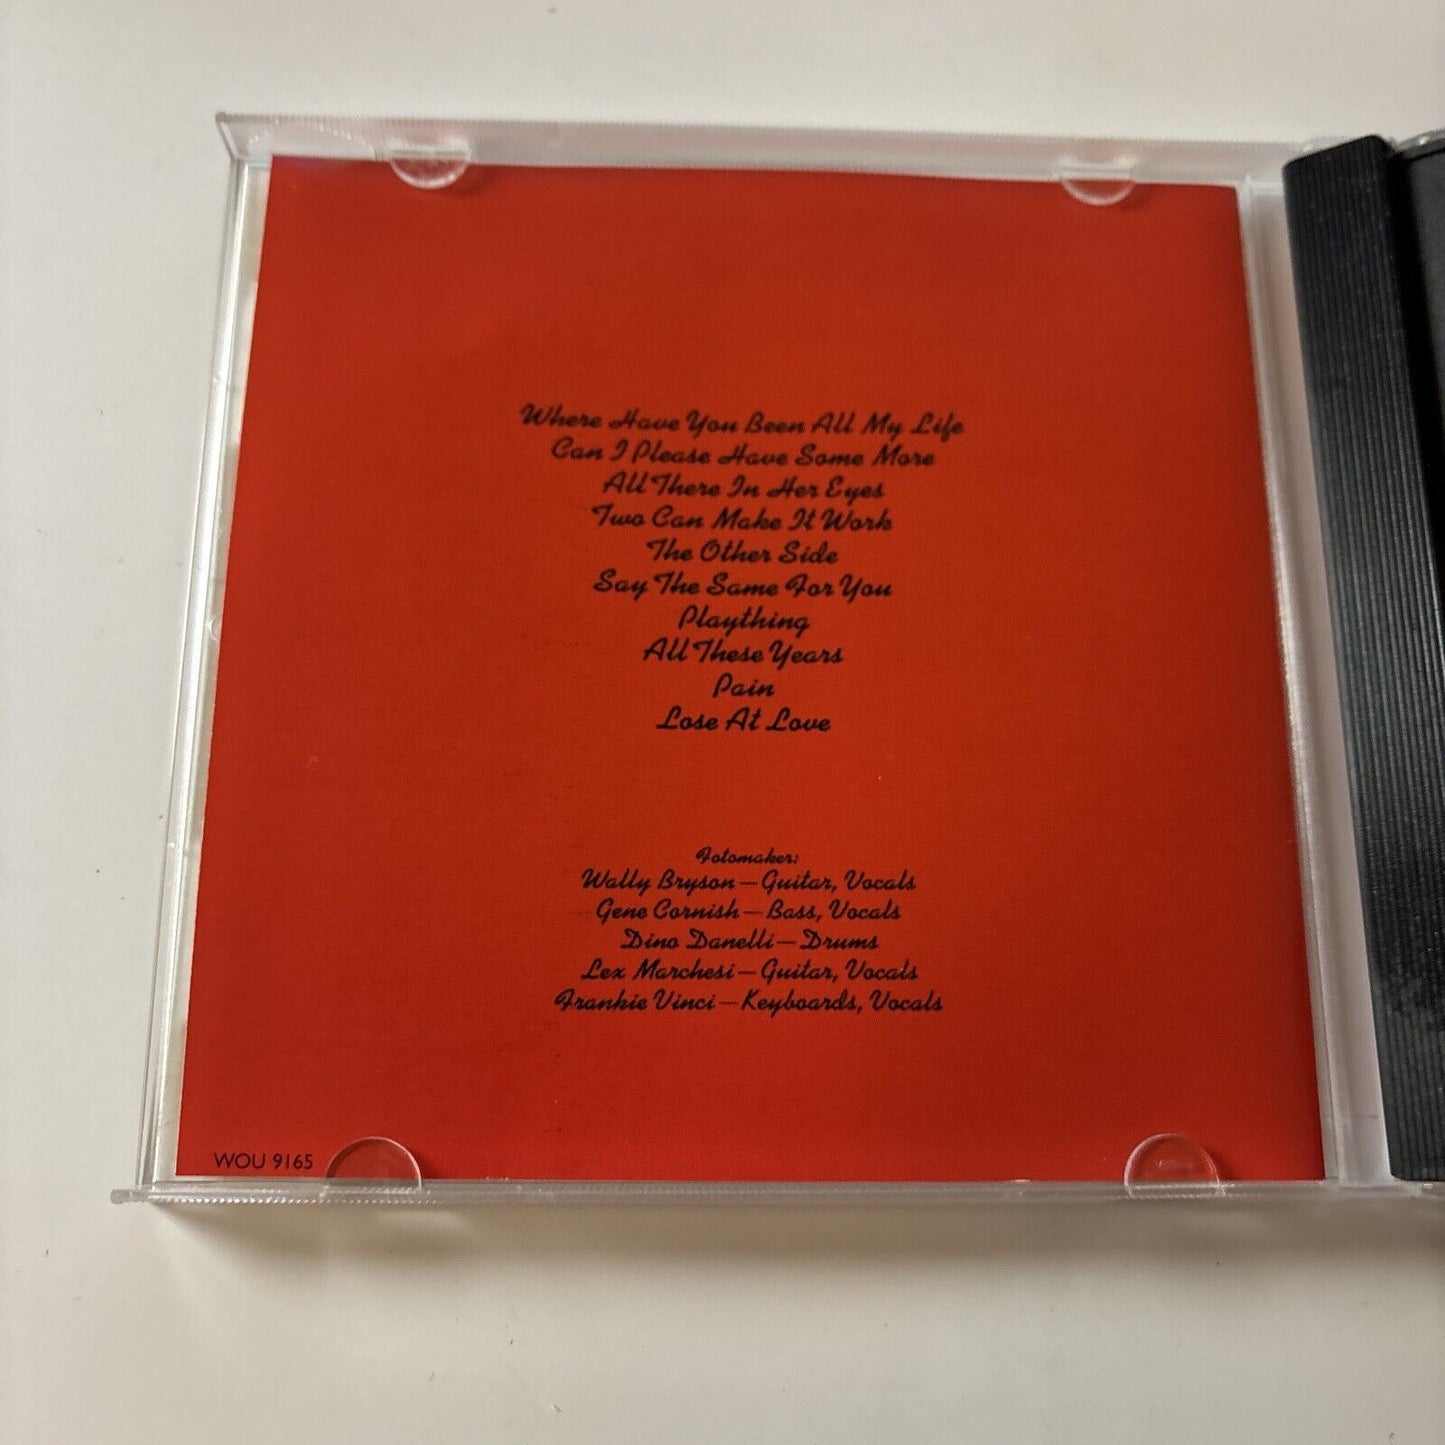 Where Have You Been All My Life
Can I Please Have Some More
All There In Her Eyes
Two Can Make It Work
The Other Side
Say The Same For You
Plaything
All These Years
Pain
Lose At Love
Fotomaker:
Wally Bryson—Guitar, Vocals
Gene Cornish—Bass, Vocals
Dino Danelli—Drums
Lex Marchesi—Guitar, Vocals
Frankie Vinci—Keyboards, Vocals
WOU 9165